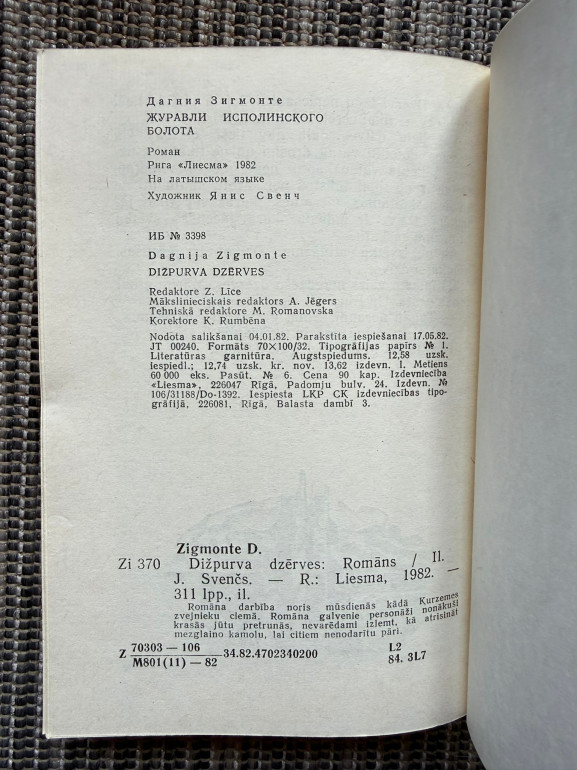 Дагния Зигмонте
ЖУРАВЛИ ИСПОЛИНСКОГО
БОЛОТА
Роман
Рига «Лиесма» 1982
На латышском языке
Художник Янис Свенч
ИБ № 3398
Dagnija Zigmonte
DIŽPURVA DZĒRVES
Redaktore Z. Līce
Mākslinieciskais redaktors A. Jēgers
Tehniskā redaktore M. Romanovska
Korektore K. Rumbēna
Nodota salikšanai 04.01.82. Parakstīta iespiešanai 17.05.82.
JT 00240. Formāts 70×100/32. Tipogrāfijas papīrs № 1.
Literatūras garnitūra. Augstspiedums. 12,58 uzsk.
iespiedl.; 12,74 uzsk. kr. nov. 13,62 izdevn. l. Metiens
60 000 eks. Pasūt. № 6. Cena 90 kap. Izdevniecība
«Liesma», 226047 Rīgā, Padomju bulv. 24. Izdevn. №
106/31188/Do-1392. Iespiesta LKP CK izdevniecības tipo-
grāfijā, 226081, Rīgā, Balasta dambī 3.
Zigmonte D.
Zi 370 Dižpurva dzērves: Romāns / Il.
J. Svenčs. — R.: Liesma, 1982. —
311 lpp., il.
Romāna darbība noris mūsdienās kādā Kurzemes
zvejnieku ciemā. Romāna galvenie personāži nonākuši
krasās jūtu pretrunās, nevarēdami izlemt, kā atrisināt
mezglaino kamolu, lai citiem nenodarītu pāri.
Z 70303—106 34.82.4702340200 L2
M801(11)—82 84. 3L7